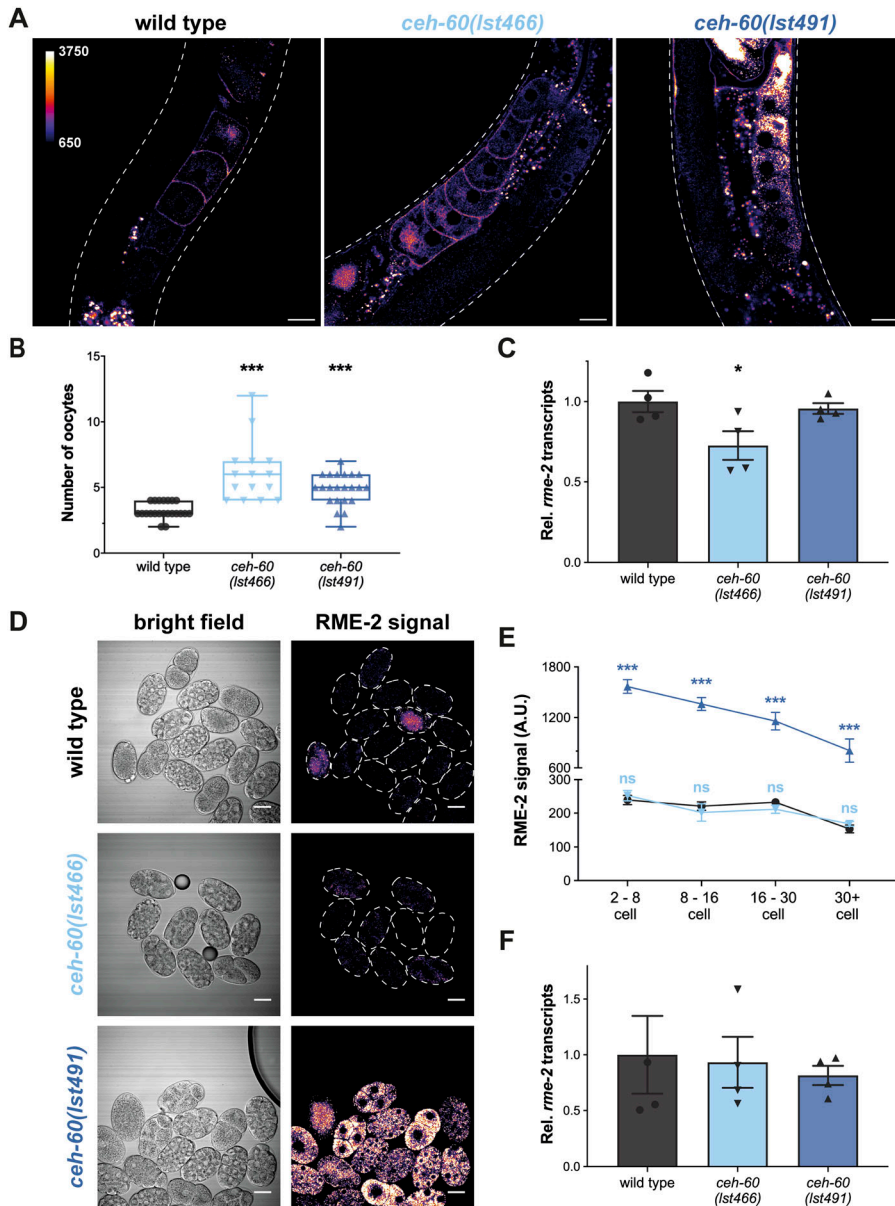 A
wild type
ceh-60(lst466)
ceh-60(lst491)
3750
650
B
***
***
15
10
5
0
Number of oocytes
wild type
ceh-60
(lst466)
ceh-60
(lst491)
C
*
1.0
0.5
0.0
Rel. rme-2 transcripts
wild type
ceh-60
(lst466)
ceh-60
(lst491)
D
bright field
RME-2 signal
wild type
ceh-60(lst466)
ceh-60(lst491)
E
1800
1200
600
300
200
100
0
RME-2 signal (A.U.)
***
***
***
***
ns
ns
ns
ns
2 - 8
cell
8 - 16
cell
16 - 30
cell
30+
cell
F
1.5
1.0
0.5
0.0
Rel. rme-2 transcripts
wild type
ceh-60
(lst466)
ceh-60
(lst491)